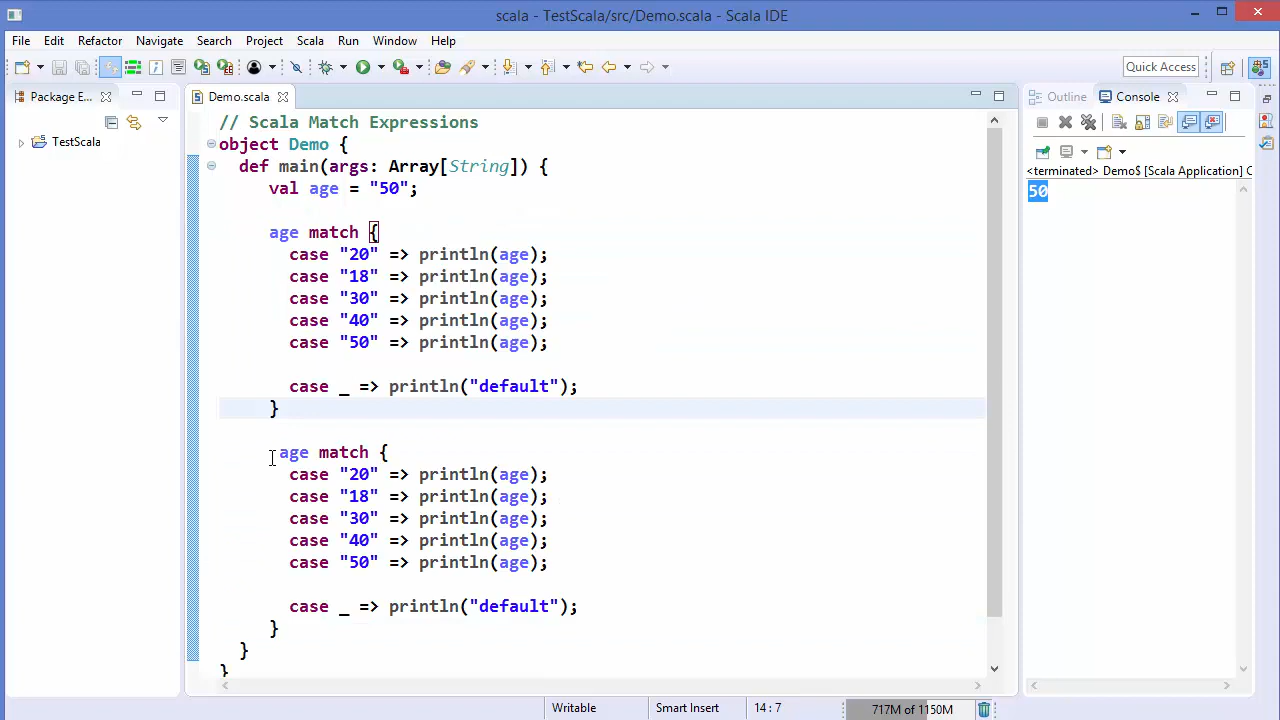 scala - TestScala/src/Demo.scala - Scala IDE
File Edit Refactor Navigate Search Project Scala Run Window Help
Quick Access
Package E...
Demo.scala
Outline
Console
TestScala
<terminated> Demo$ [Scala Application] C
50
// Scala Match Expressions
object Demo {
def main(args: Array[String]) {
val age = "50";
age match {
case "20" => println(age);
case "18" => println(age);
case "30" => println(age);
case "40" => println(age);
case "50" => println(age);
case _ => println("default");
}
age match {
case "20" => println(age);
case "18" => println(age);
case "30" => println(age);
case "40" => println(age);
case "50" => println(age);
case _ => println("default");
}
}
}
Writable Smart Insert 14 : 7 717M of 1150M